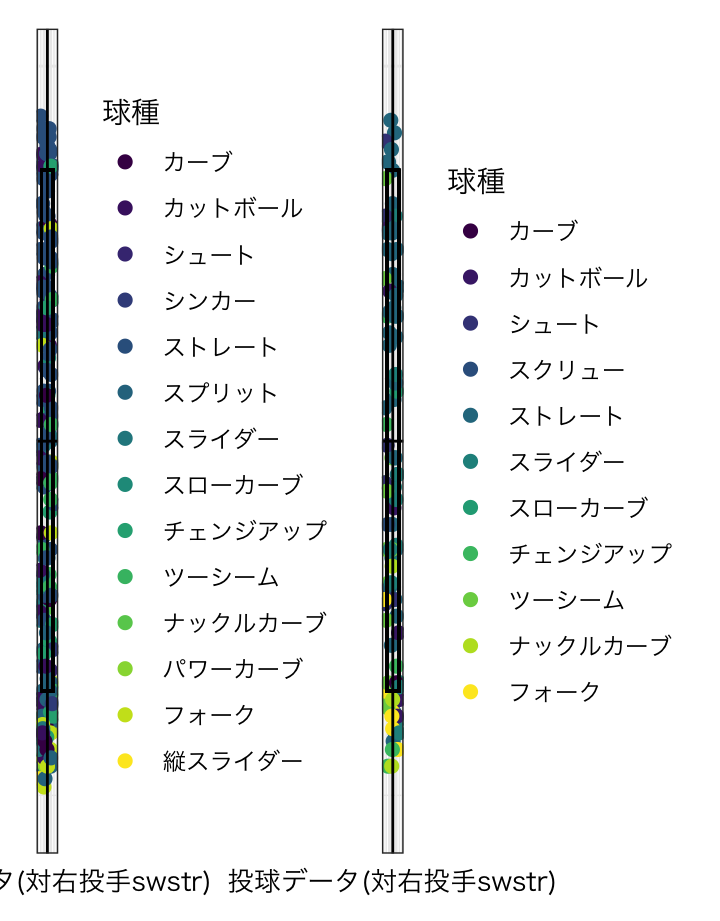 球種
カーブ
カットボール
シュート
シンカー
ストレート
スプリット
スライダー
スローカーブ
チェンジアップ
ツーシーム
ナックルカーブ
パワーカーブ
フォーク
縦スライダー
球種
カーブ
カットボール
シュート
スクリュー
ストレート
スライダー
スローカーブ
チェンジアップ
ツーシーム
ナックルカーブ
フォーク
タ(対右投手swstr)
投球データ(対右投手swstr)